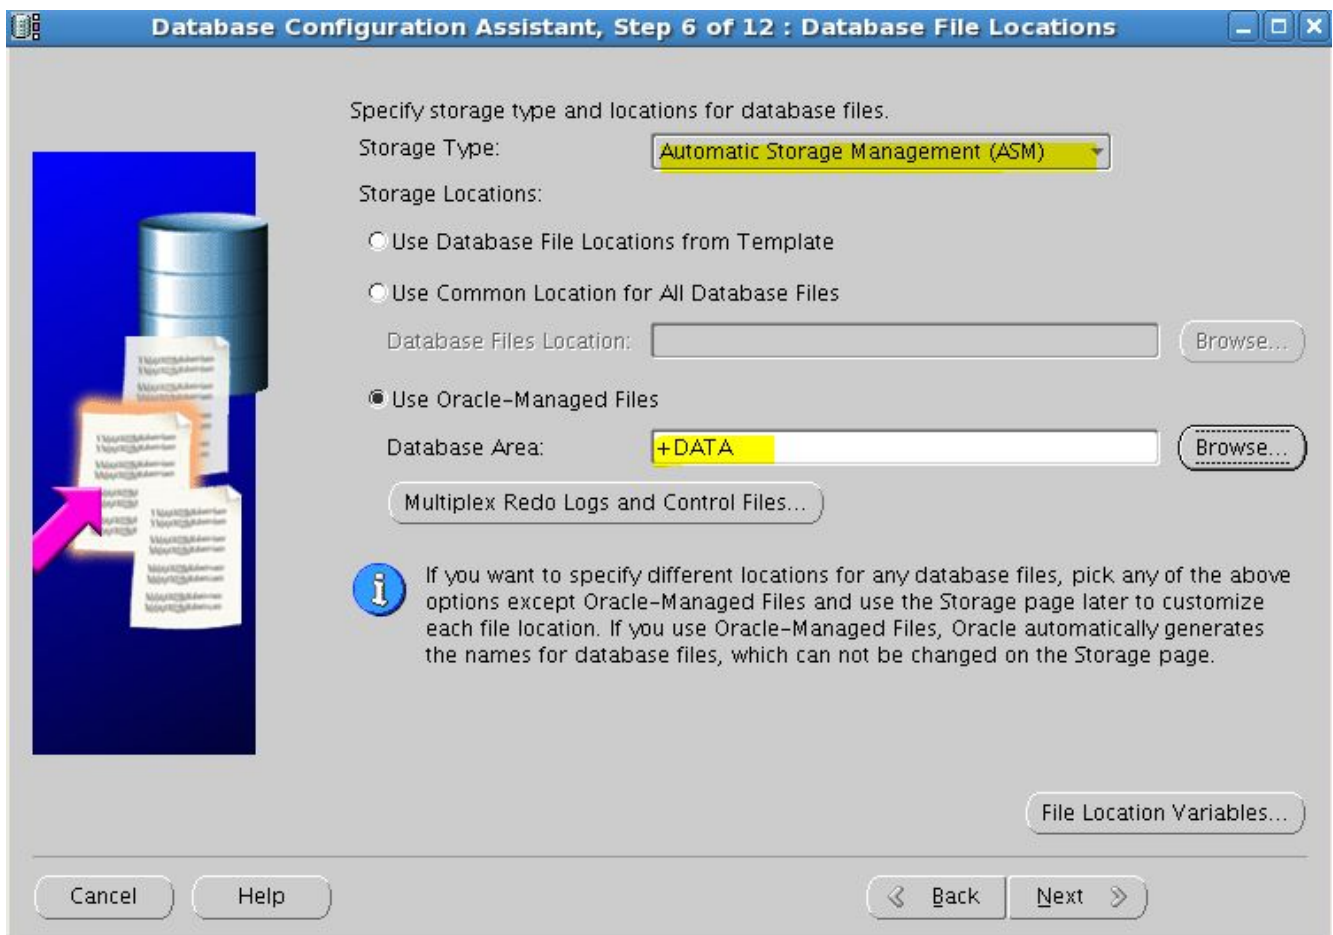 Database Configuration Assistant, Step 6 of 12 : Database File Locations
Specify storage type and locations for database files.
Storage Type: Automatic Storage Management (ASM)
Storage Locations:
Use Database File Locations from Template
Use Common Location for All Database Files
Database Files Location: Browse...
Use Oracle-Managed Files
Database Area: +DATA Browse...
Multiplex Redo Logs and Control Files...
If you want to specify different locations for any database files, pick any of the above
options except Oracle-Managed Files and use the Storage page later to customize
each file location. If you use Oracle-Managed Files, Oracle automatically generates
the names for database files, which can not be changed on the Storage page.
File Location Variables...
Cancel Help Back Next